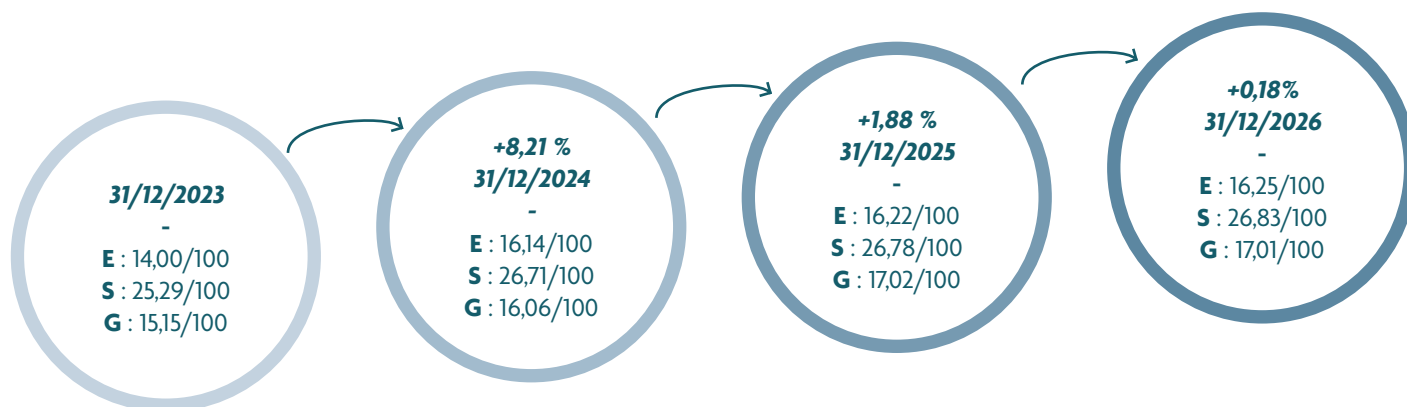 31/12/2023
-
E : 14,00/100
S : 25,29/100
G : 15,15/100
+8,21 %
31/12/2024
-
E : 16,14/100
S : 26,71/100
G : 16,06/100
+1,88 %
31/12/2025
-
E : 16,22/100
S : 26,78/100
G : 17,02/100
+0,18%
31/12/2026
-
E : 16,25/100
S : 26,83/100
G : 17,01/100